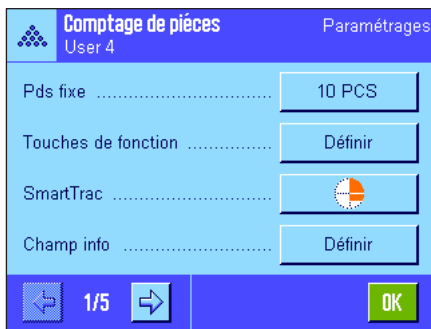 Comptage de pièces Paramétrages
User 4
Pds fixe ................................ 10 PCS
Touches de fonction ................ Définir
SmartTrac .............................
Champ info ........................... Définir
1/5 OK